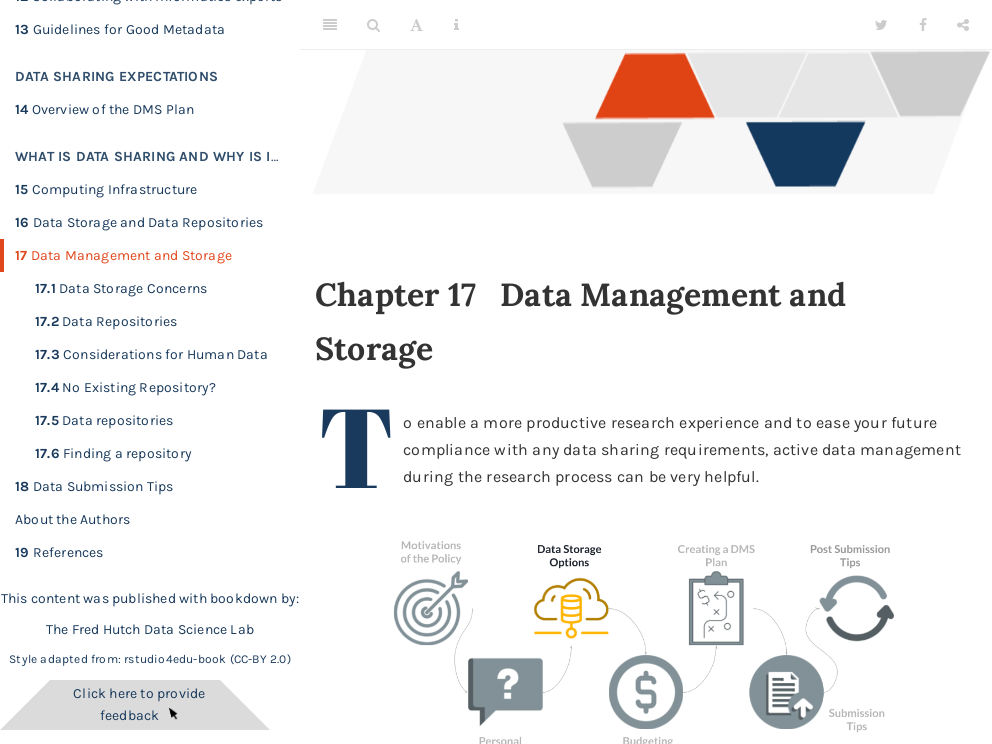 13 Guidelines for Good Metadata
DATA SHARING EXPECTATIONS
14 Overview of the DMS Plan
WHAT IS DATA SHARING AND WHY IS I…
15 Computing Infrastructure
16 Data Storage and Data Repositories
17 Data Management and Storage
17.1 Data Storage Concerns
17.2 Data Repositories
17.3 Considerations for Human Data
17.4 No Existing Repository?
17.5 Data repositories
17.6 Finding a repository
18 Data Submission Tips
About the Authors
19 References
This content was published with bookdown by:
The Fred Hutch Data Science Lab
Style adapted from: rstudio4edu-book (CC-BY 2.0)
Click here to provide
feedback
A
Chapter 17 Data Management and
Storage
To enable a more productive research experience and to ease your future
compliance with any data sharing requirements, active data management
during the research process can be very helpful.
Motivations
of the Policy
Data Storage
Options
Creating a DMS
Plan
Post Submission
Tips
?
$
Submission
Tips
Personal
Budgeting